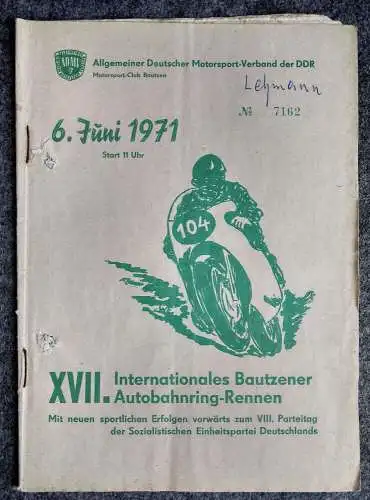 ADMV
Allgemeiner Deutscher Motorsport-Verband der DDR
Motorsport-Club Bautzen
Lehmann
№ 7162
6. Juni 1971
Start 11 Uhr
104
XVII. Internationales Bautzener
Autobahnring-Rennen
Mit neuen sportlichen Erfolgen vorwärts zum VIII. Parteitag
der Sozialistischen Einheitspartei Deutschlands